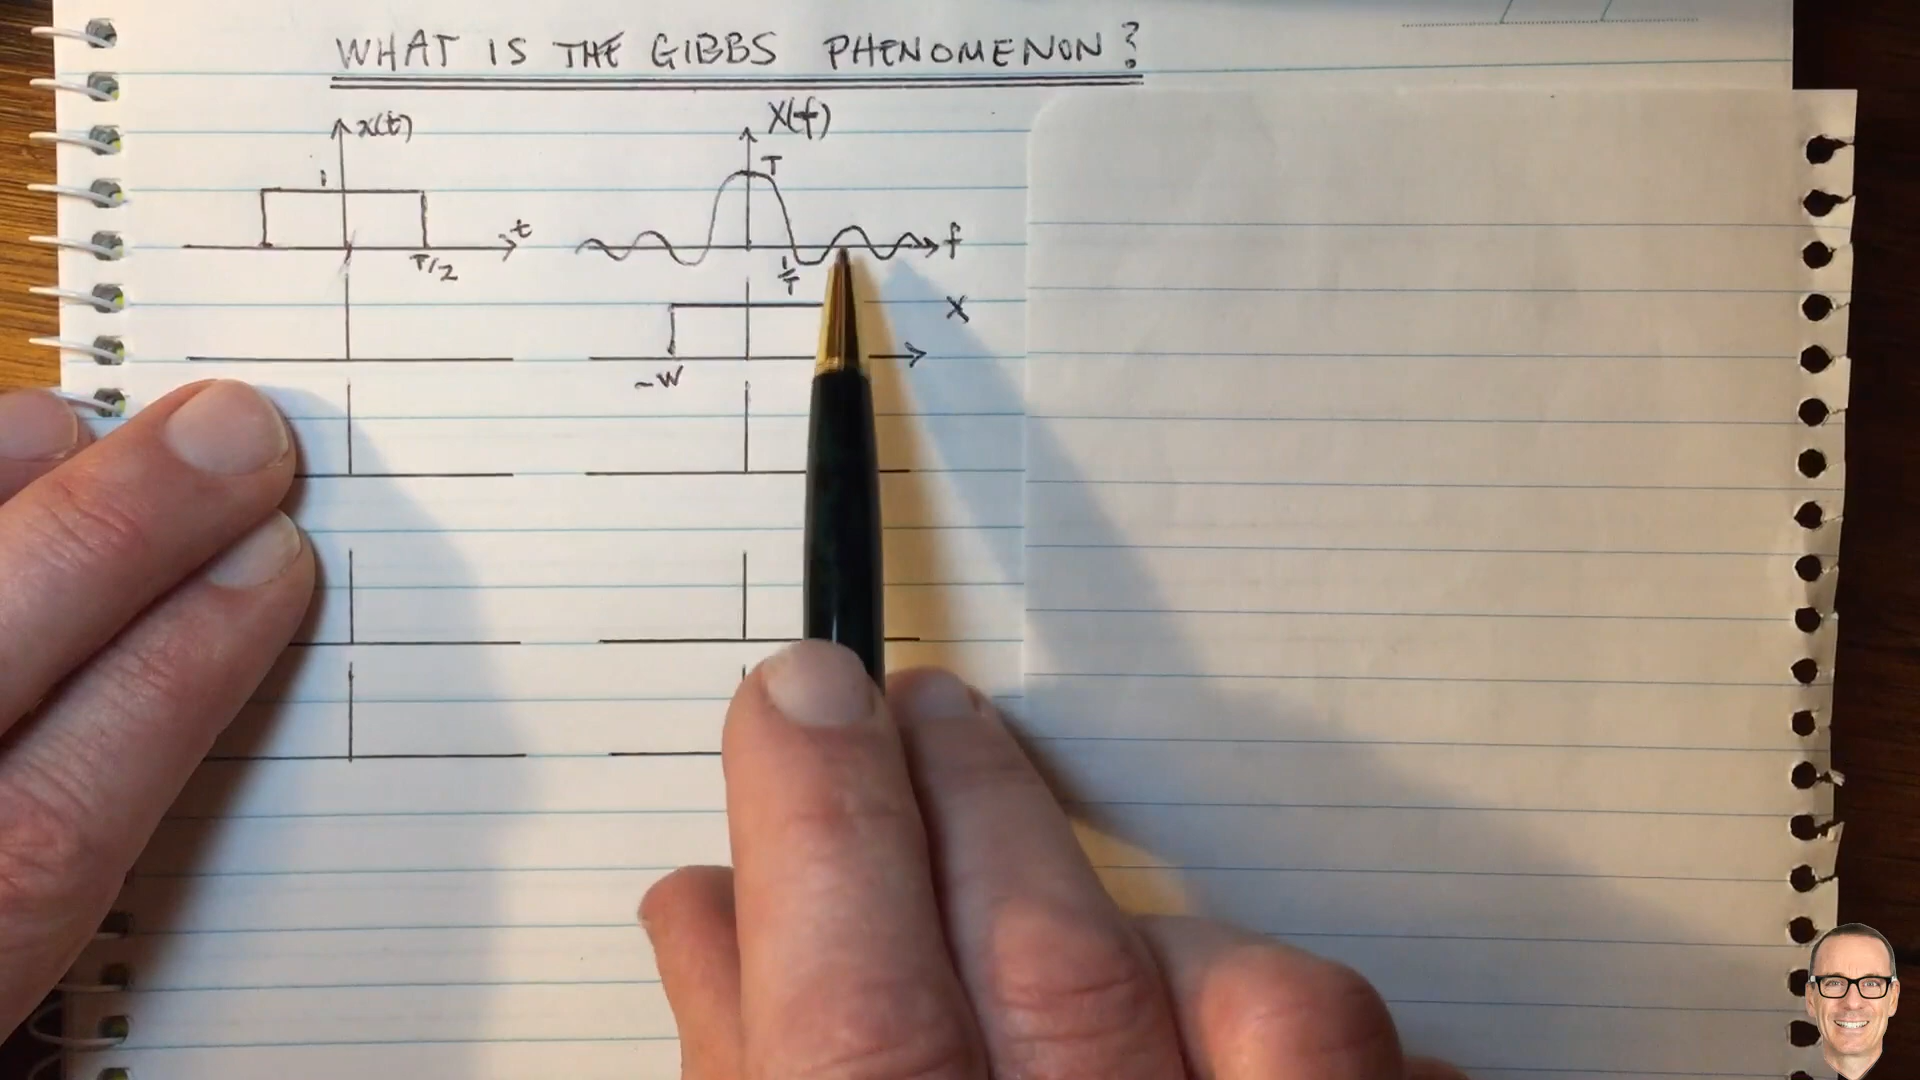 WHAT IS THE GIBBS PHENOMENON?
x(t)
X(f)
1
T
t
f
T/2
1/T
X
-W